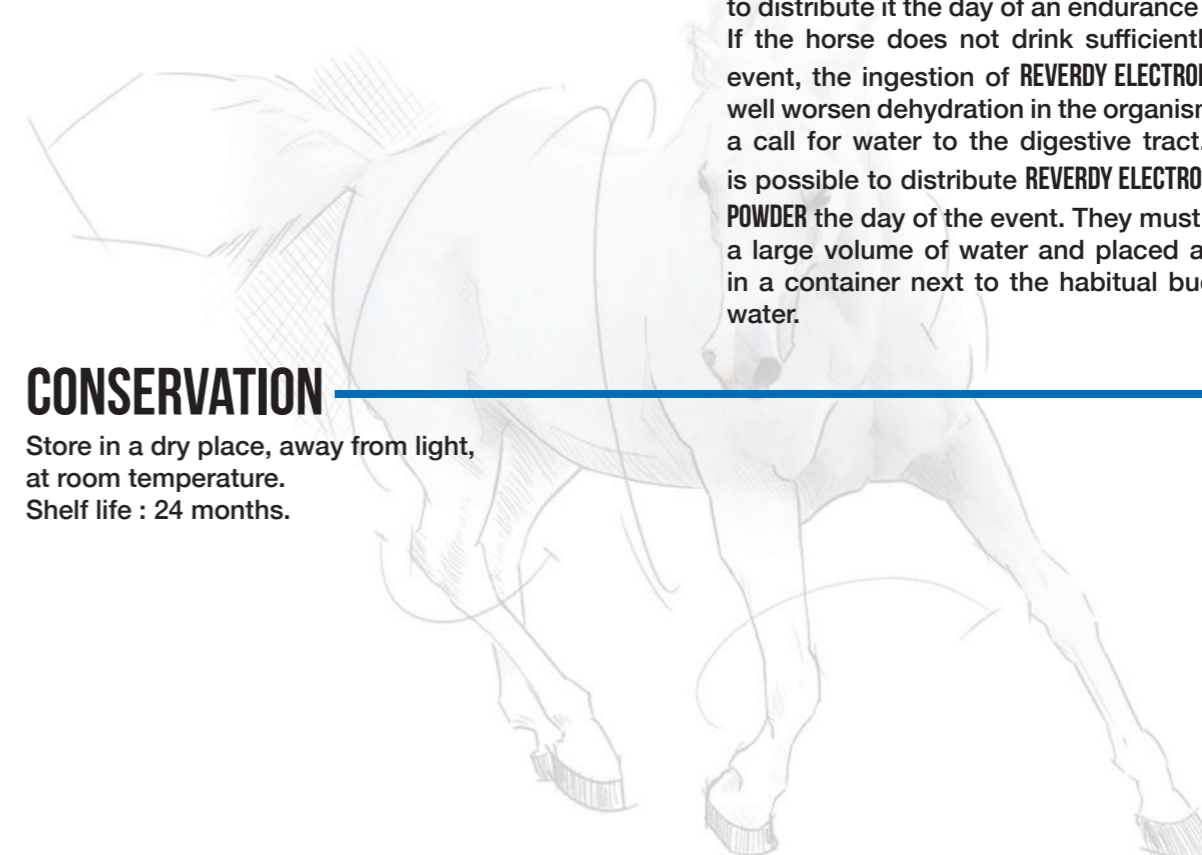 to distribute it the day of an endurance
If the horse does not drink sufficiently
event, the ingestion of REVERDY ELECTRO
well worsen dehydration in the organism
a call for water to the digestive tract.
is possible to distribute REVERDY ELECTRO
POWDER the day of the event. They must
a large volume of water and placed a
in a container next to the habitual bu
water.
CONSERVATION
Store in a dry place, away from light,
at room temperature.
Shelf life : 24 months.